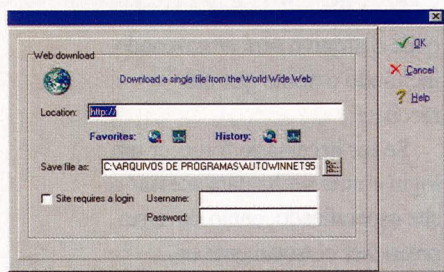 Web download
Download a single file from the World Wide Web
Location: http://
Favorites: History:
Save file as: C:\ARQUIVOS DE PROGRAMAS\AUTOWINNET95
Site requires a login Username:
Password:
OK
Cancel
Help